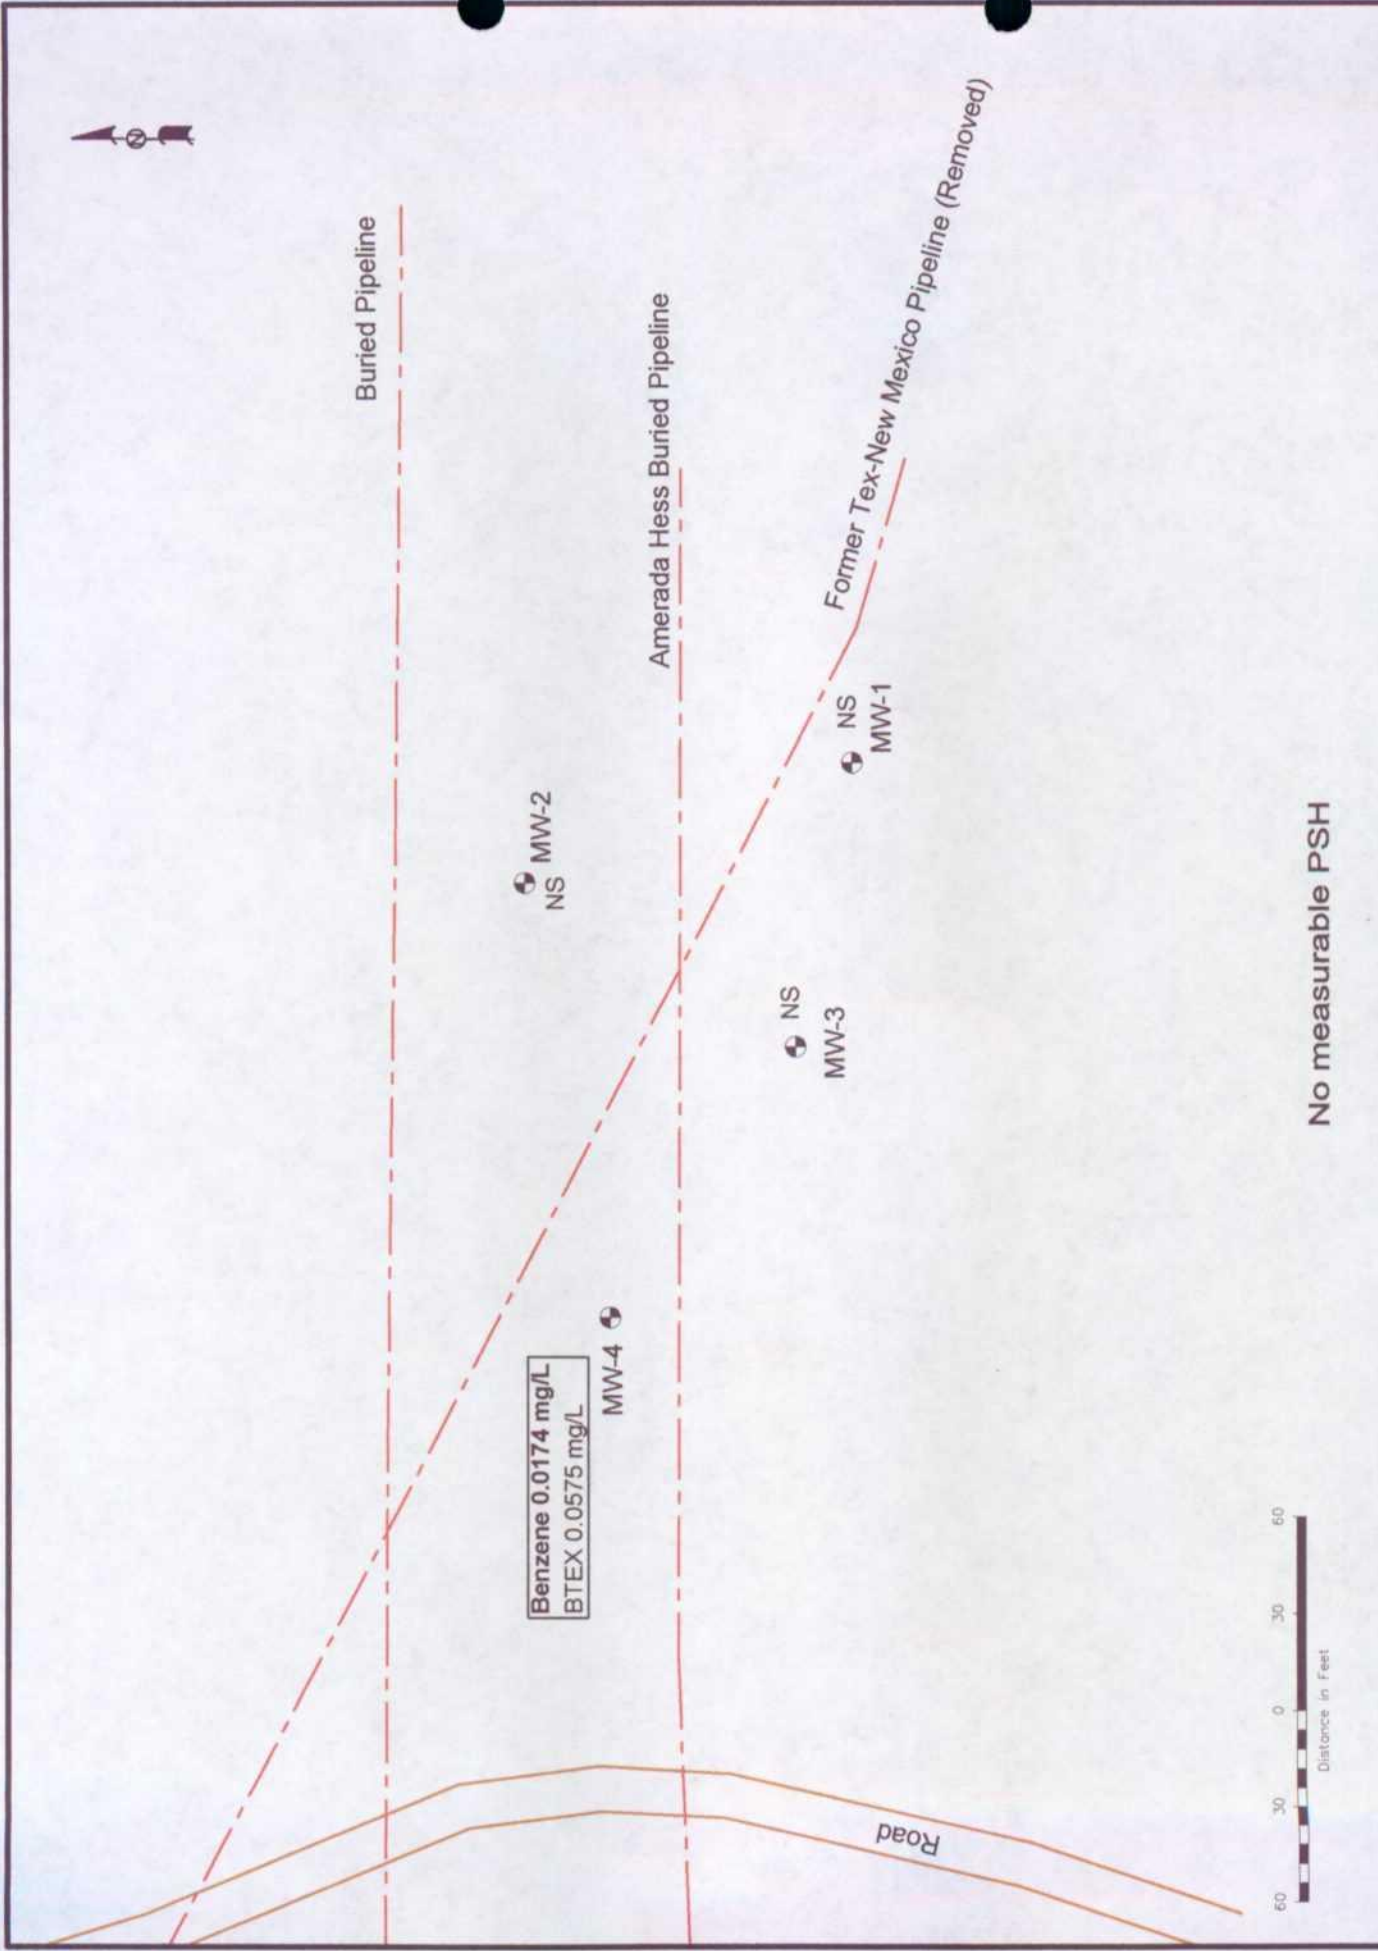 N
Buried Pipeline
Amerada Hess Buried Pipeline
Former Tex-New Mexico Pipeline (Removed)
NS MW-2
NS
MW-1
NS
MW-3
Benzene 0.0174 mg/L
BTEX 0.0575 mg/L
MW-4
Road
No measurable PSH
60 30 0 30 60
Distance in Feet